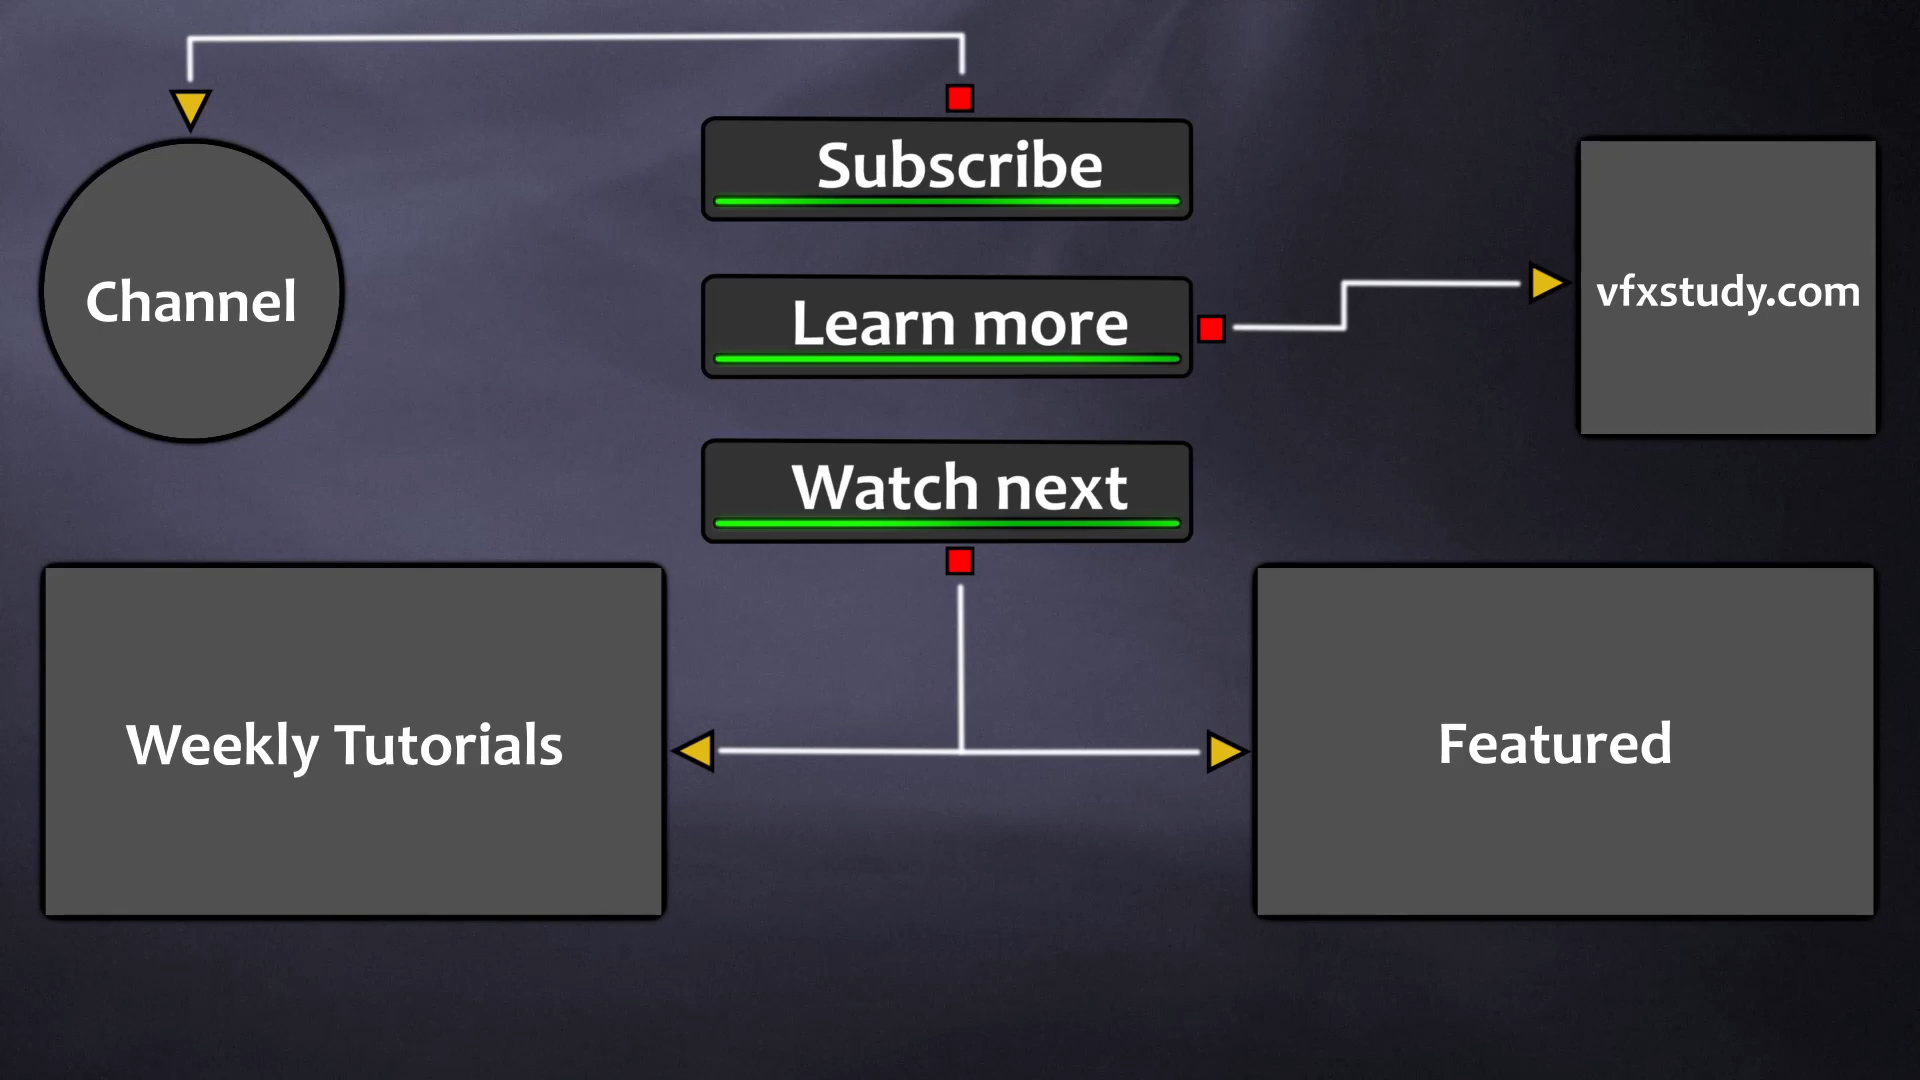 Subscribe
Channel
Learn more
vfxstudy.com
Watch next
Weekly Tutorials
Featured